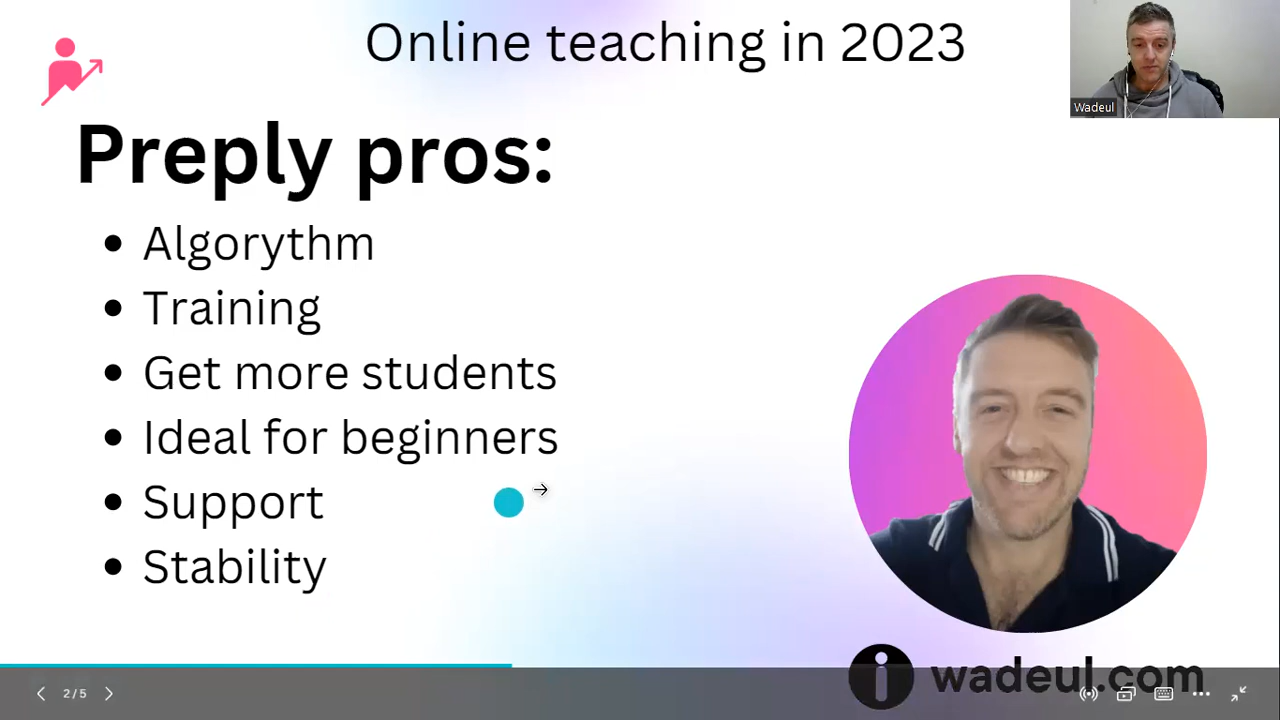 Online teaching in 2023
Wadeul
Preply pros:
• Algorythm
• Training
• Get more students
• Ideal for beginners
• Support
• Stability
i wadeul.com
2/5